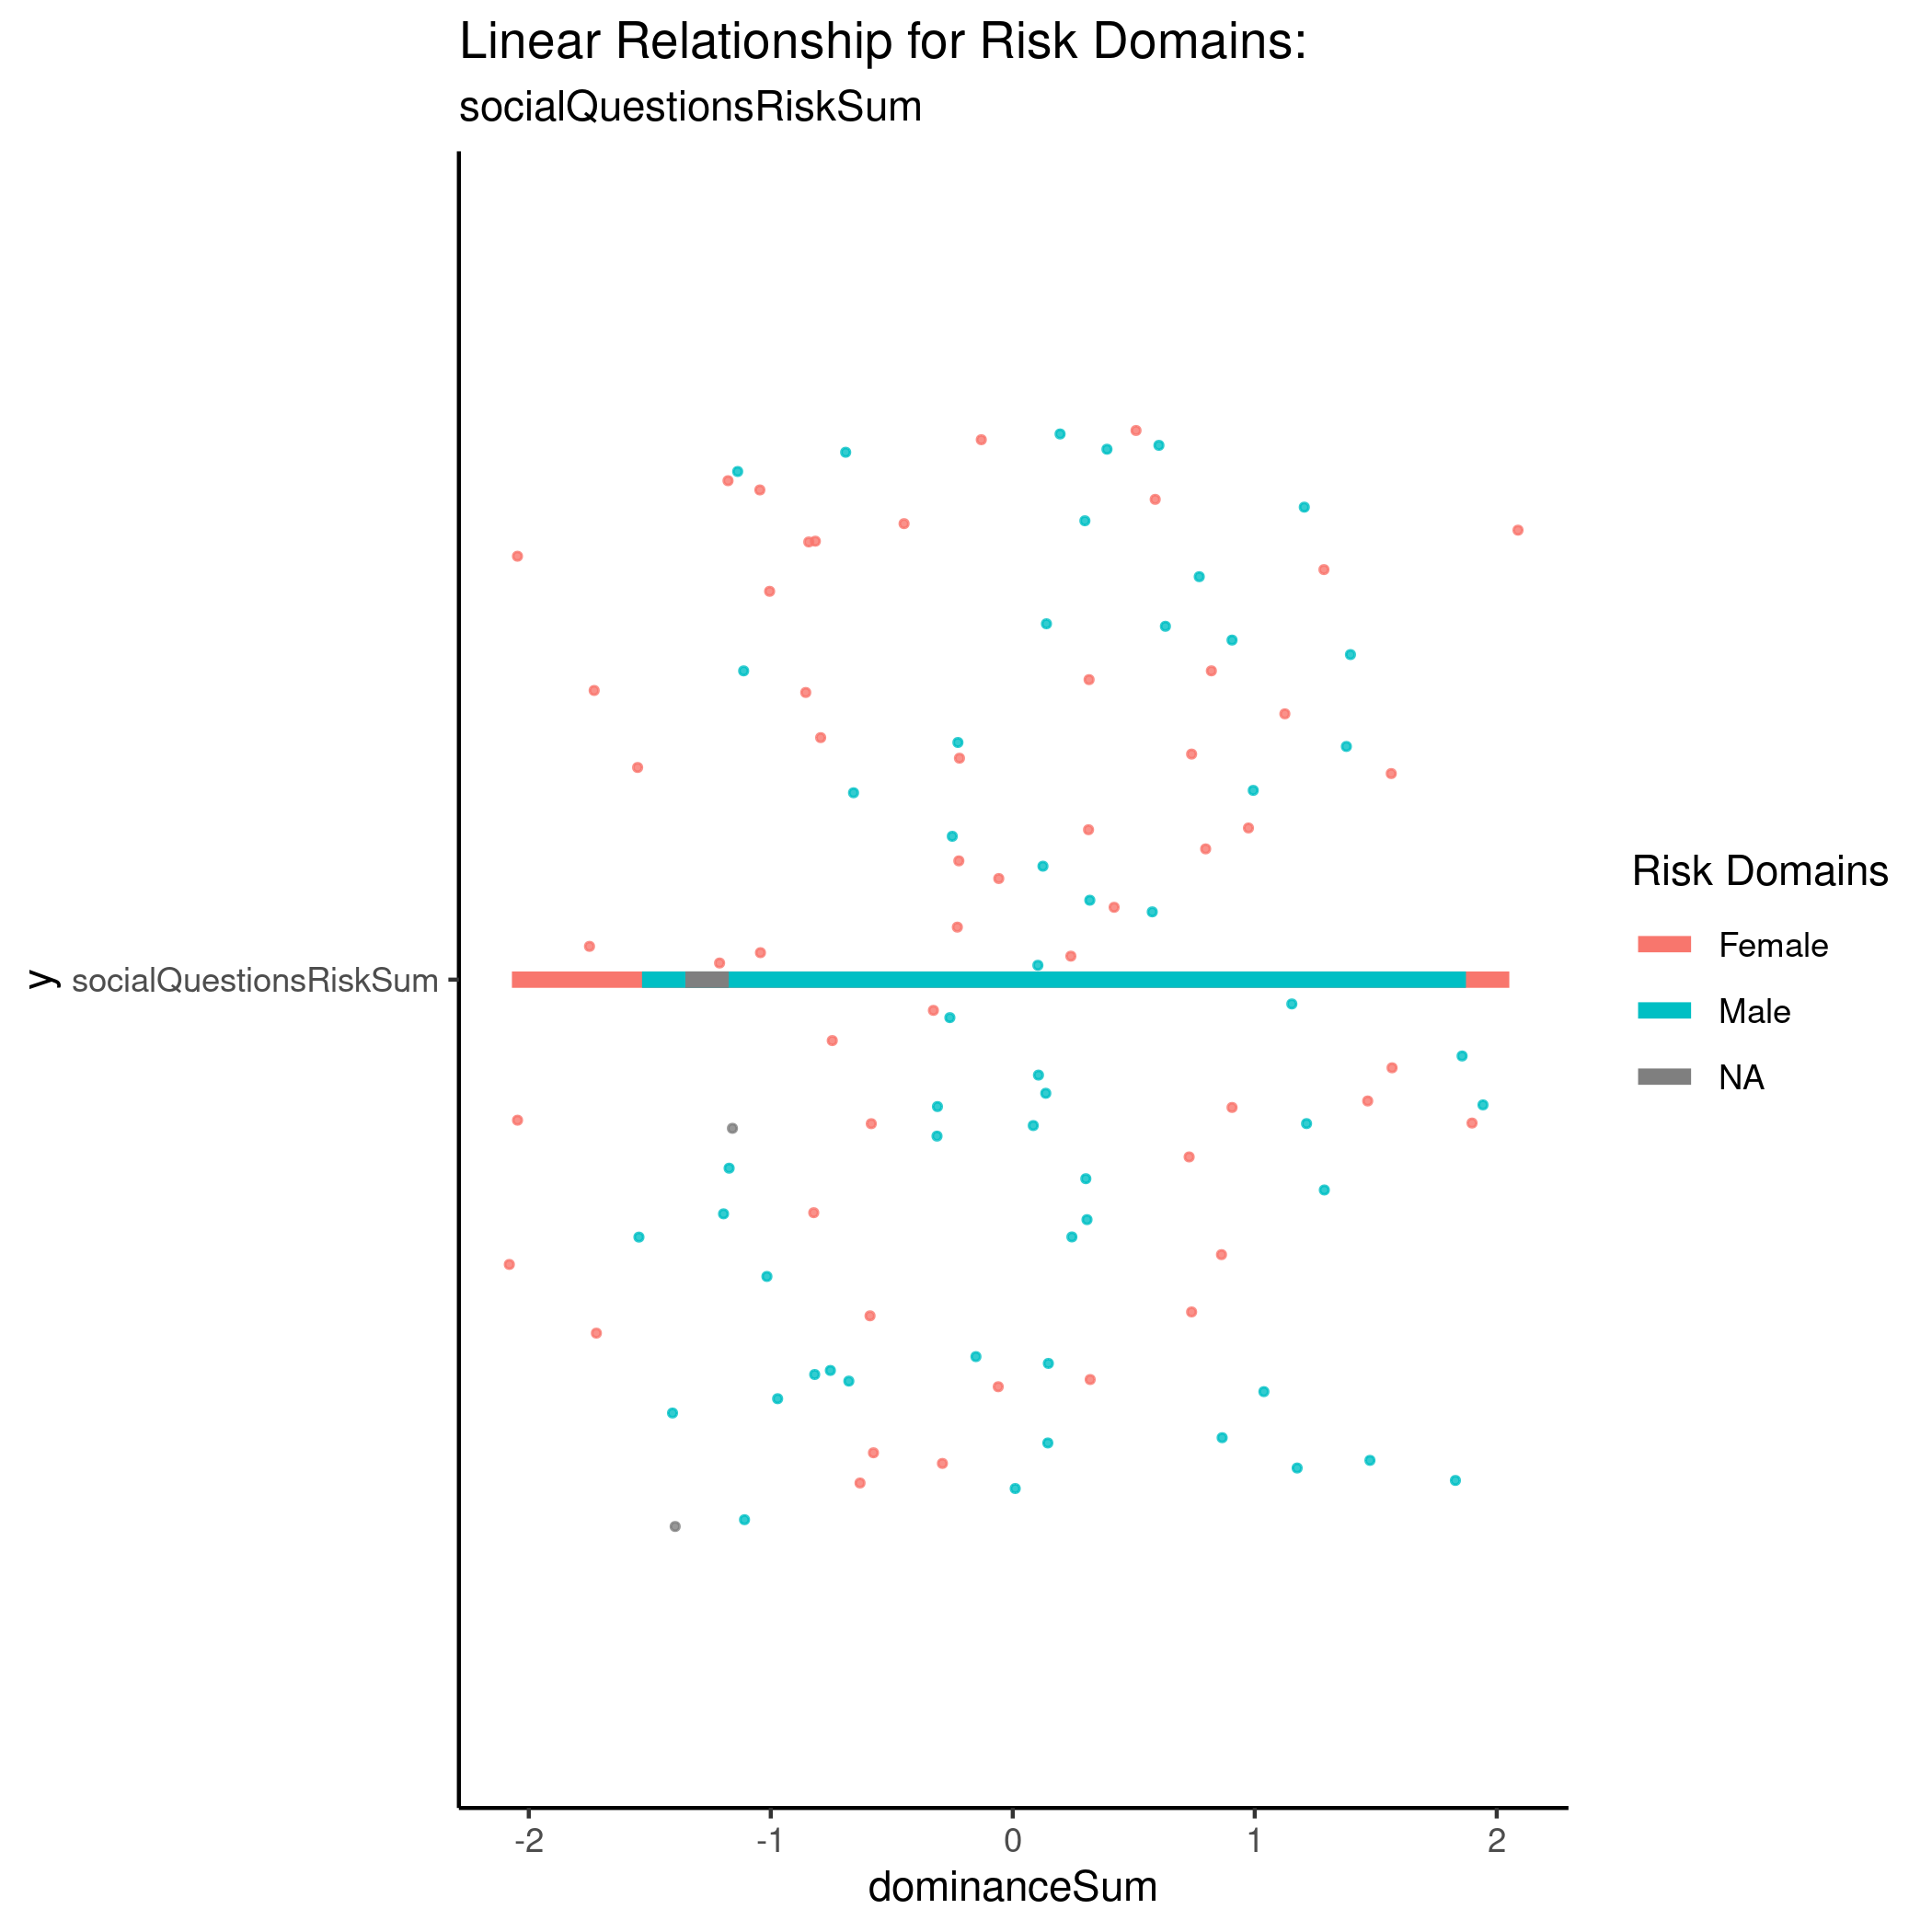 Linear Relationship for Risk Domains:
socialQuestionsRiskSum
y
socialQuestionsRiskSum
Risk Domains
Female
Male
NA
-2
-1
0
1
2
dominanceSum